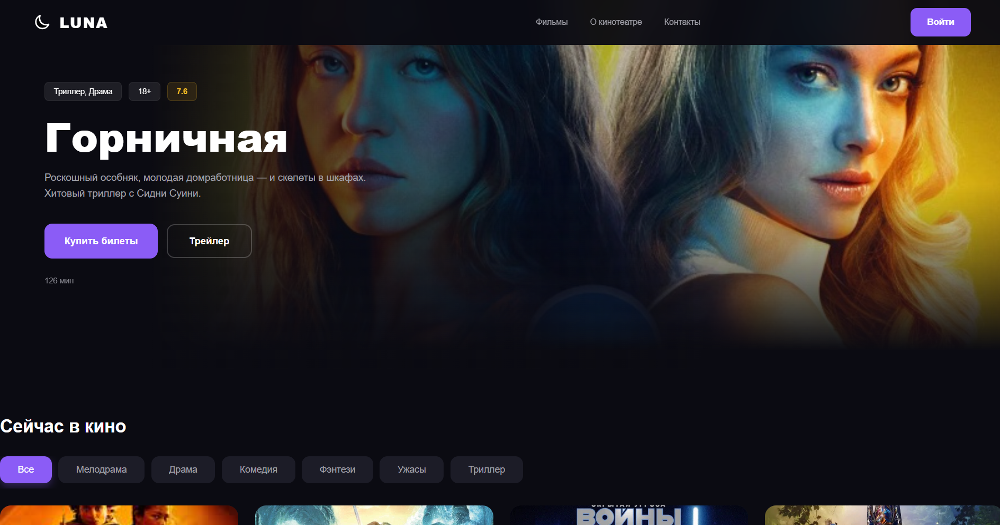 LUNA
Фильмы
О кинотеатре
Контакты
Войти
Триллер, Драма
18+
7.6
Горничная
Роскошный особняк, молодая домработница — и скелеты в шкафах.
Хитовый триллер с Сидни Суини.
Купить билеты
Трейлер
126 мин
Сейчас в кино
Все
Мелодрама
Драма
Комедия
Фэнтези
Ужасы
Триллер
ВОЙНЫ